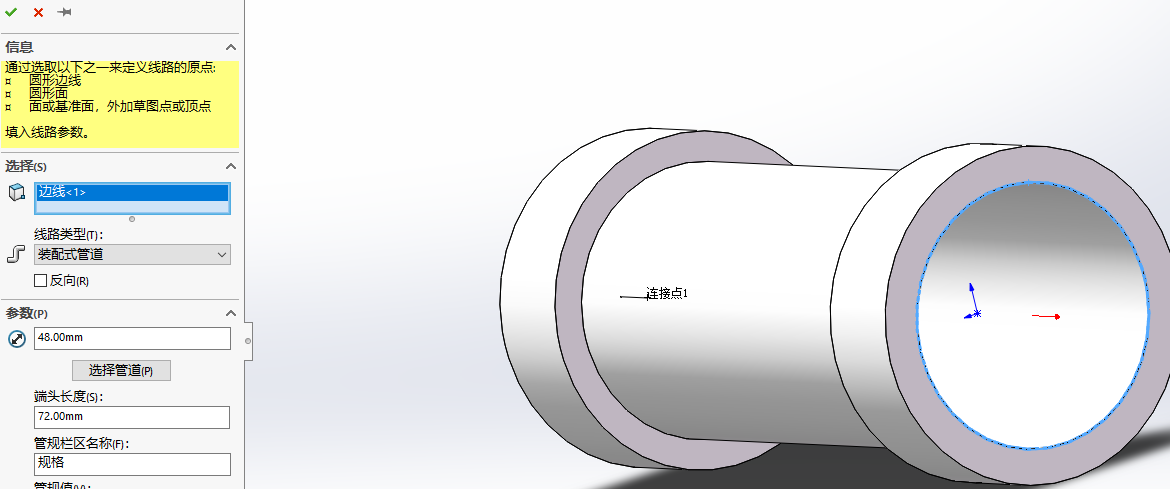 信息
通过选取以下之一来定义线路的原点:
¤ 圆形边线
¤ 圆形面
¤ 面或基准面，外加草图点或顶点
填入线路参数。
选择(S)
边线<1>
线路类型(T):
装配式管道
反向(R)
参数(P)
48.00mm
选择管道(P)
端头长度(S):
72.00mm
管规栏区名称(F):
规格
管规值(V):
连接点1